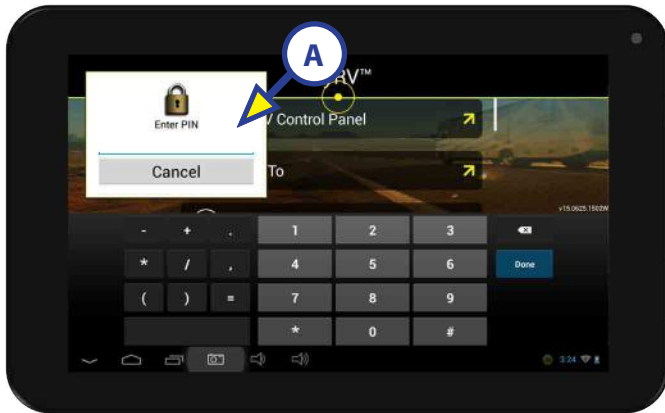 A
RV™
Enter PIN
V Control Panel
Cancel
To
v15.0625.1502W
- + . 1 2 3
* / , 4 5 6 Done
( ) = 7 8 9
* 0 #
3:24